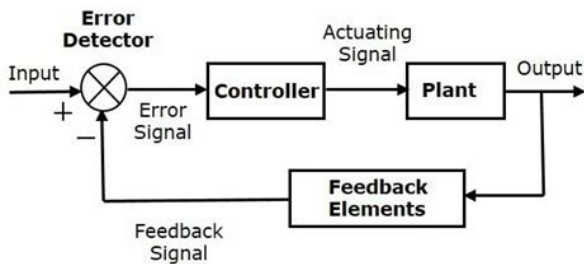 Error
Detector
Input
+
−
Error
Signal
Controller
Actuating
Signal
Plant
Output
Feedback
Elements
Feedback
Signal